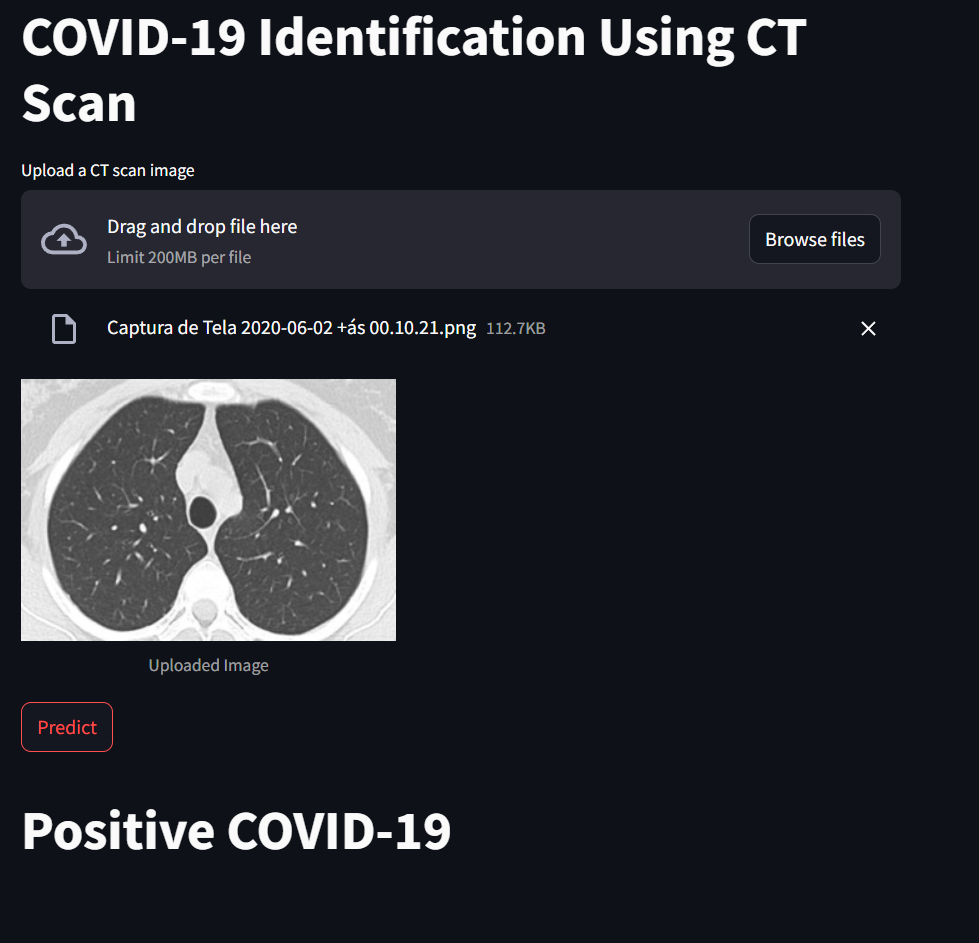 COVID-19 Identification Using CT
Scan
Upload a CT scan image
Drag and drop file here
Limit 200MB per file
Browse files
Captura de Tela 2020-06-02 +ás 00.10.21.png 112.7KB
Uploaded Image
Predict
Positive COVID-19